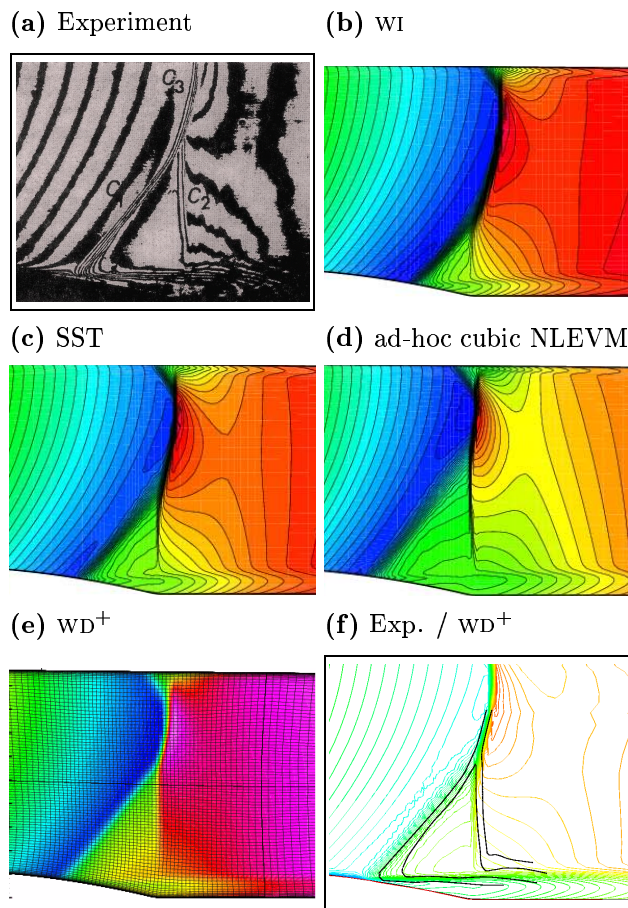 (a) Experiment
(b) WI
C3
C1
C2
(c) SST
(d) ad-hoc cubic NLEVM
(e) WD+
(f) Exp. / WD+